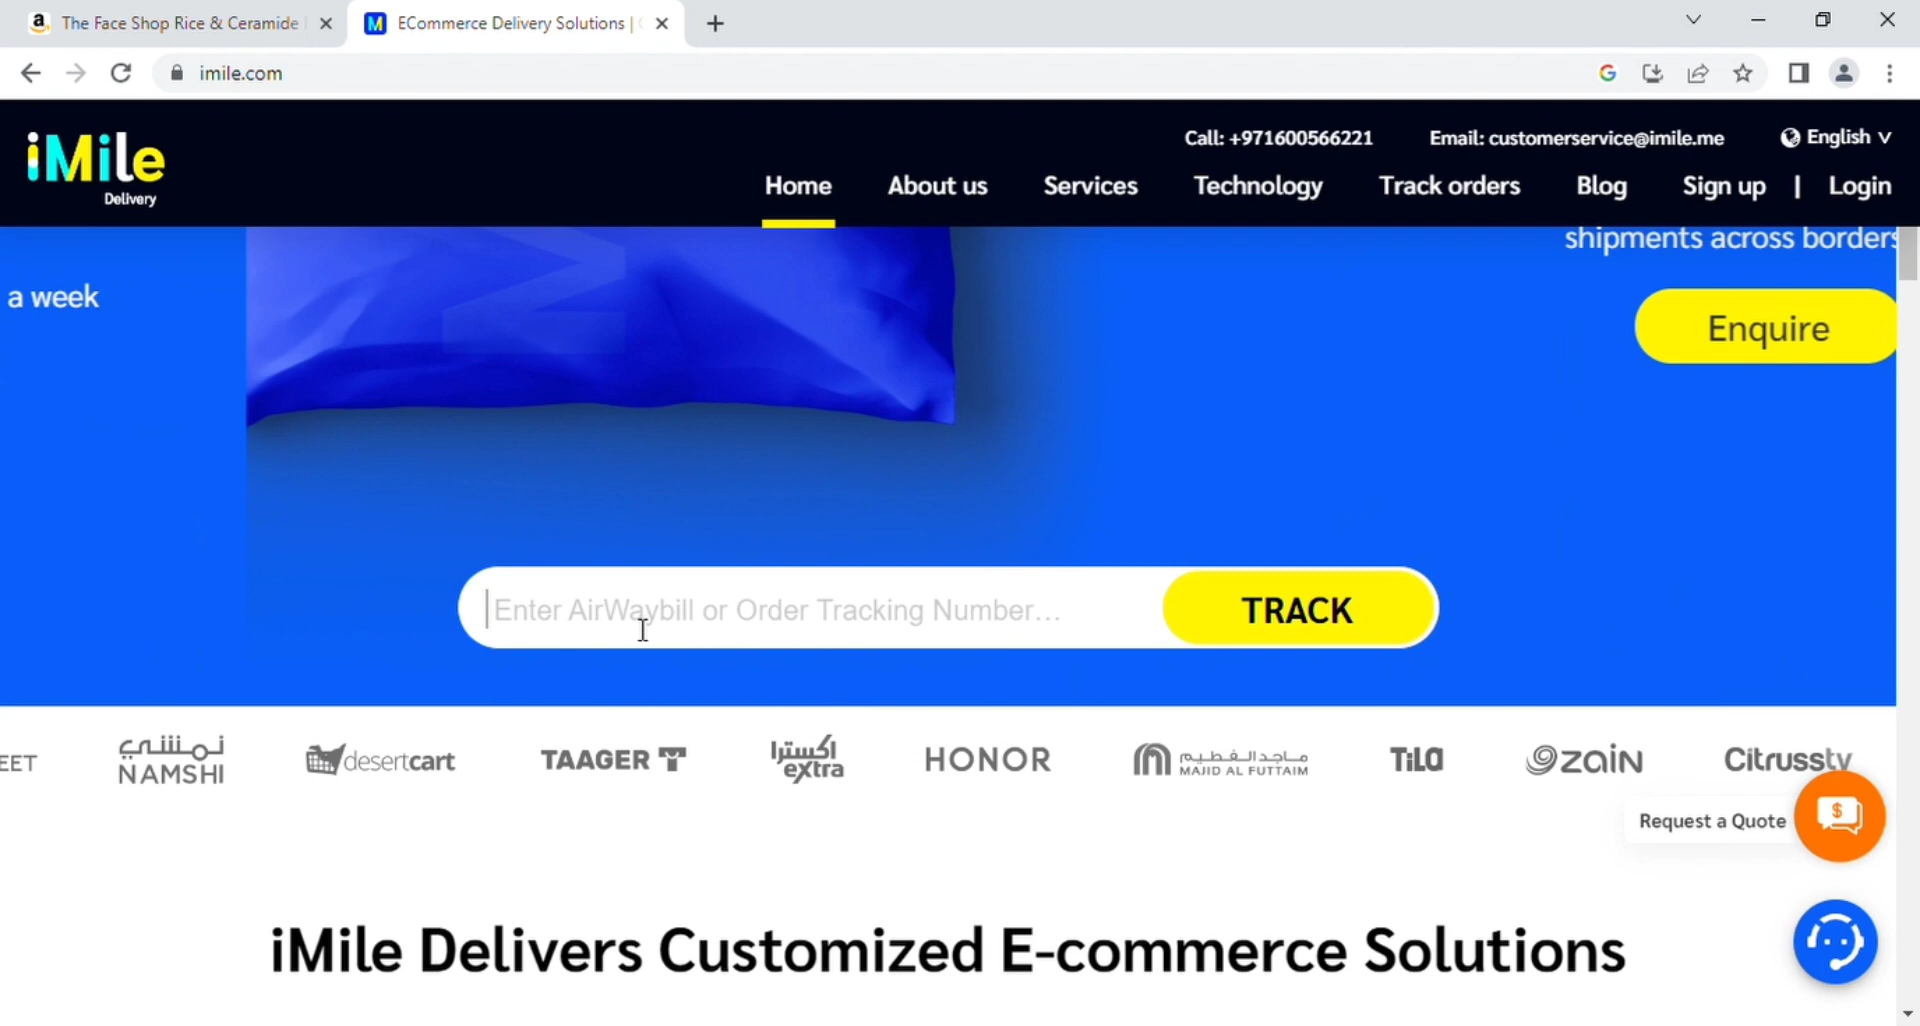 The Face Shop Rice & Ceramide
ECommerce Delivery Solutions |
imile.com
iMile
Delivery
Call: +971600566221
Email: customerservice@imile.me
English
Home
About us
Services
Technology
Track orders
Blog
Sign up | Login
shipments across borders
a week
Enquire
Enter AirWaybill or Order Tracking Number...
TRACK
EET
نمشي
NAMSHI
desertcart
TAAGER
اكسترا
eXtra
HONOR
ماجد الفطيم
MAJID AL FUTTAIM
TiLa
zain
Citrusstv
Request a Quote
iMile Delivers Customized E-commerce Solutions